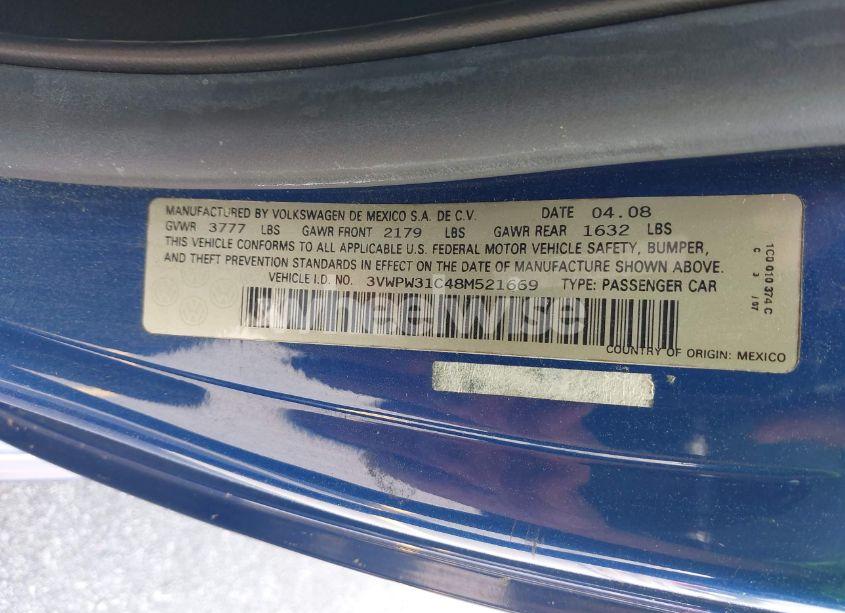 MANUFACTURED BY VOLKSWAGEN DE MEXICO S.A. DE C.V. DATE 04.08
GVWR 3777 LBS GAWR FRONT 2179 LBS GAWR REAR 1632 LBS
THIS VEHICLE CONFORMS TO ALL APPLICABLE U.S. FEDERAL MOTOR VEHICLE SAFETY, BUMPER,
AND THEFT PREVENTION STANDARDS IN EFFECT ON THE DATE OF MANUFACTURE SHOWN ABOVE.
VEHICLE I.D. NO. 3VWPW31C48M521669 TYPE: PASSENGER CAR
wheelwise
COUNTRY OF ORIGIN: MEXICO
1C0 010 374 C
C 3 /07